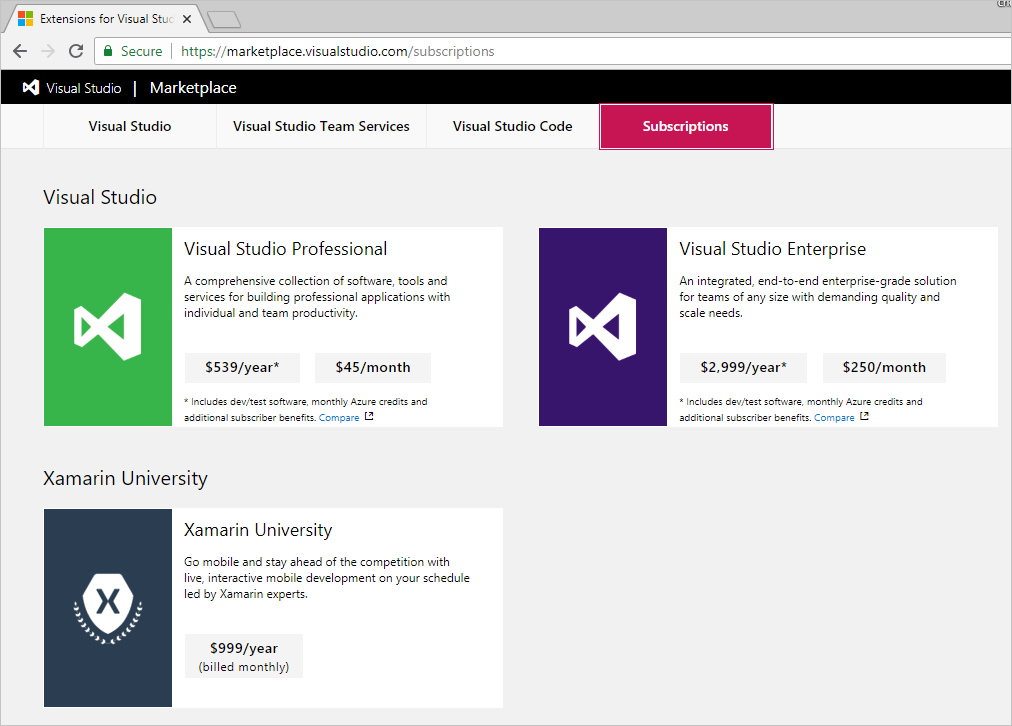 Extensions for Visual Stud
Secure | https://marketplace.visualstudio.com/subscriptions
Visual Studio | Marketplace
Visual Studio
Visual Studio Team Services
Visual Studio Code
Subscriptions
Visual Studio
Visual Studio Professional
A comprehensive collection of software, tools and
services for building professional applications with
individual and team productivity.
$539/year*
$45/month
* Includes dev/test software, monthly Azure credits and
additional subscriber benefits. Compare
Visual Studio Enterprise
An integrated, end-to-end enterprise-grade solution
for teams of any size with demanding quality and
scale needs.
$2,999/year*
$250/month
* Includes dev/test software, monthly Azure credits and
additional subscriber benefits. Compare
Xamarin University
Xamarin University
Go mobile and stay ahead of the competition with
live, interactive mobile development on your schedule
led by Xamarin experts.
$999/year
(billed monthly)